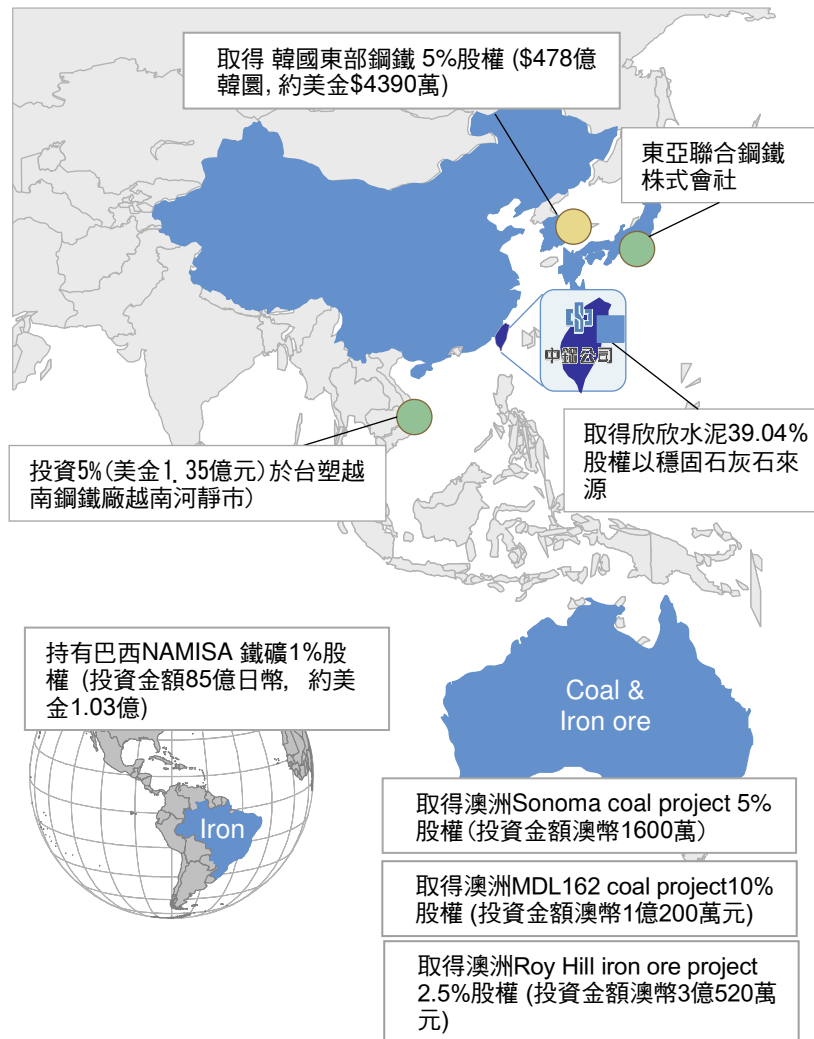 取得 韓國東部鋼鐵 5%股權 ($478億
韓圜, 約美金$4390萬)
東亞聯合鋼鐵
株式會社
中鋼公司
取得欣欣水泥39.04%
股權以穩固石灰石來
源
投資5%(美金1.35億元)於台塑越
南鋼鐵廠越南河靜市)
持有巴西NAMISA 鐵礦1%股
權 (投資金額85億日幣, 約美
金1.03億)
Coal &
Iron ore
Iron
取得澳洲Sonoma coal project 5%
股權(投資金額澳幣1600萬)
取得澳洲MDL162 coal project10%
股權 (投資金額澳幣1億200萬元)
取得澳洲Roy Hill iron ore project
2.5%股權 (投資金額澳幣3億520萬
元)